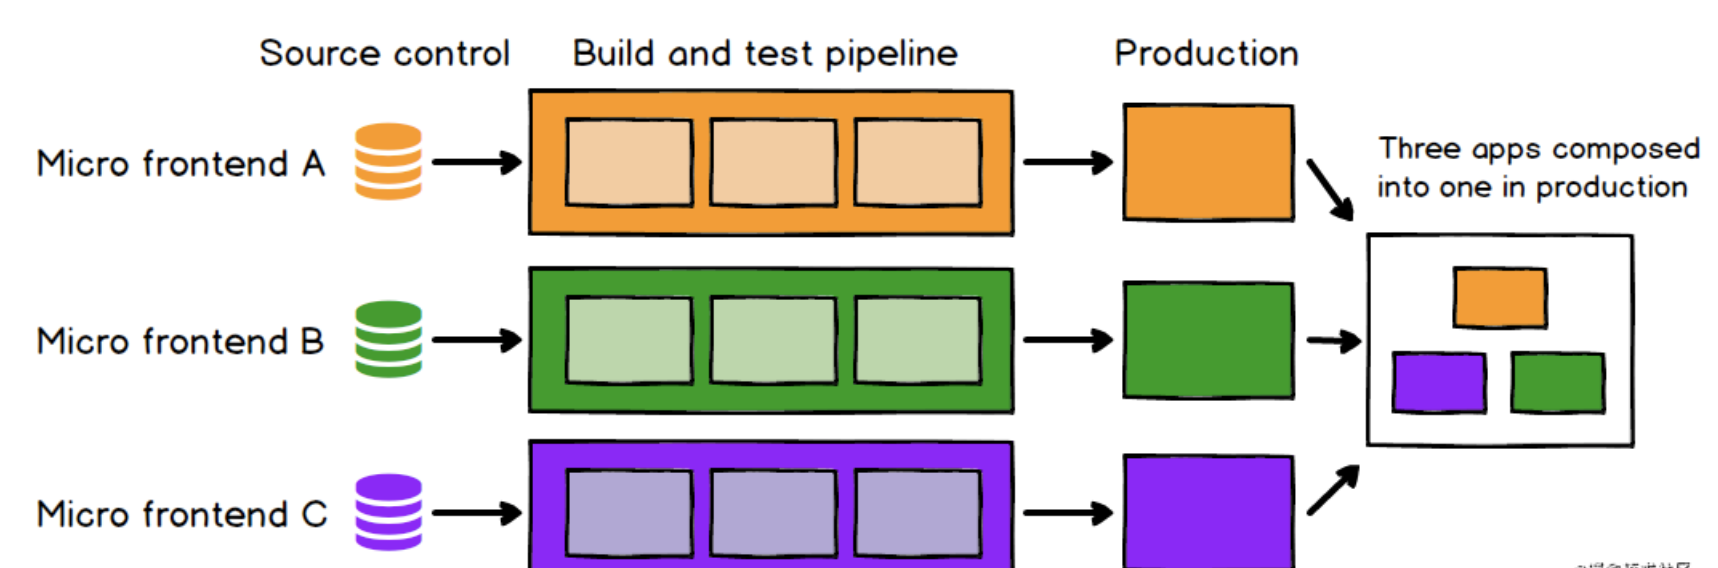 Source control
Build and test pipeline
Production
Micro frontend A
Three apps composed
into one in production
Micro frontend B
Micro frontend C